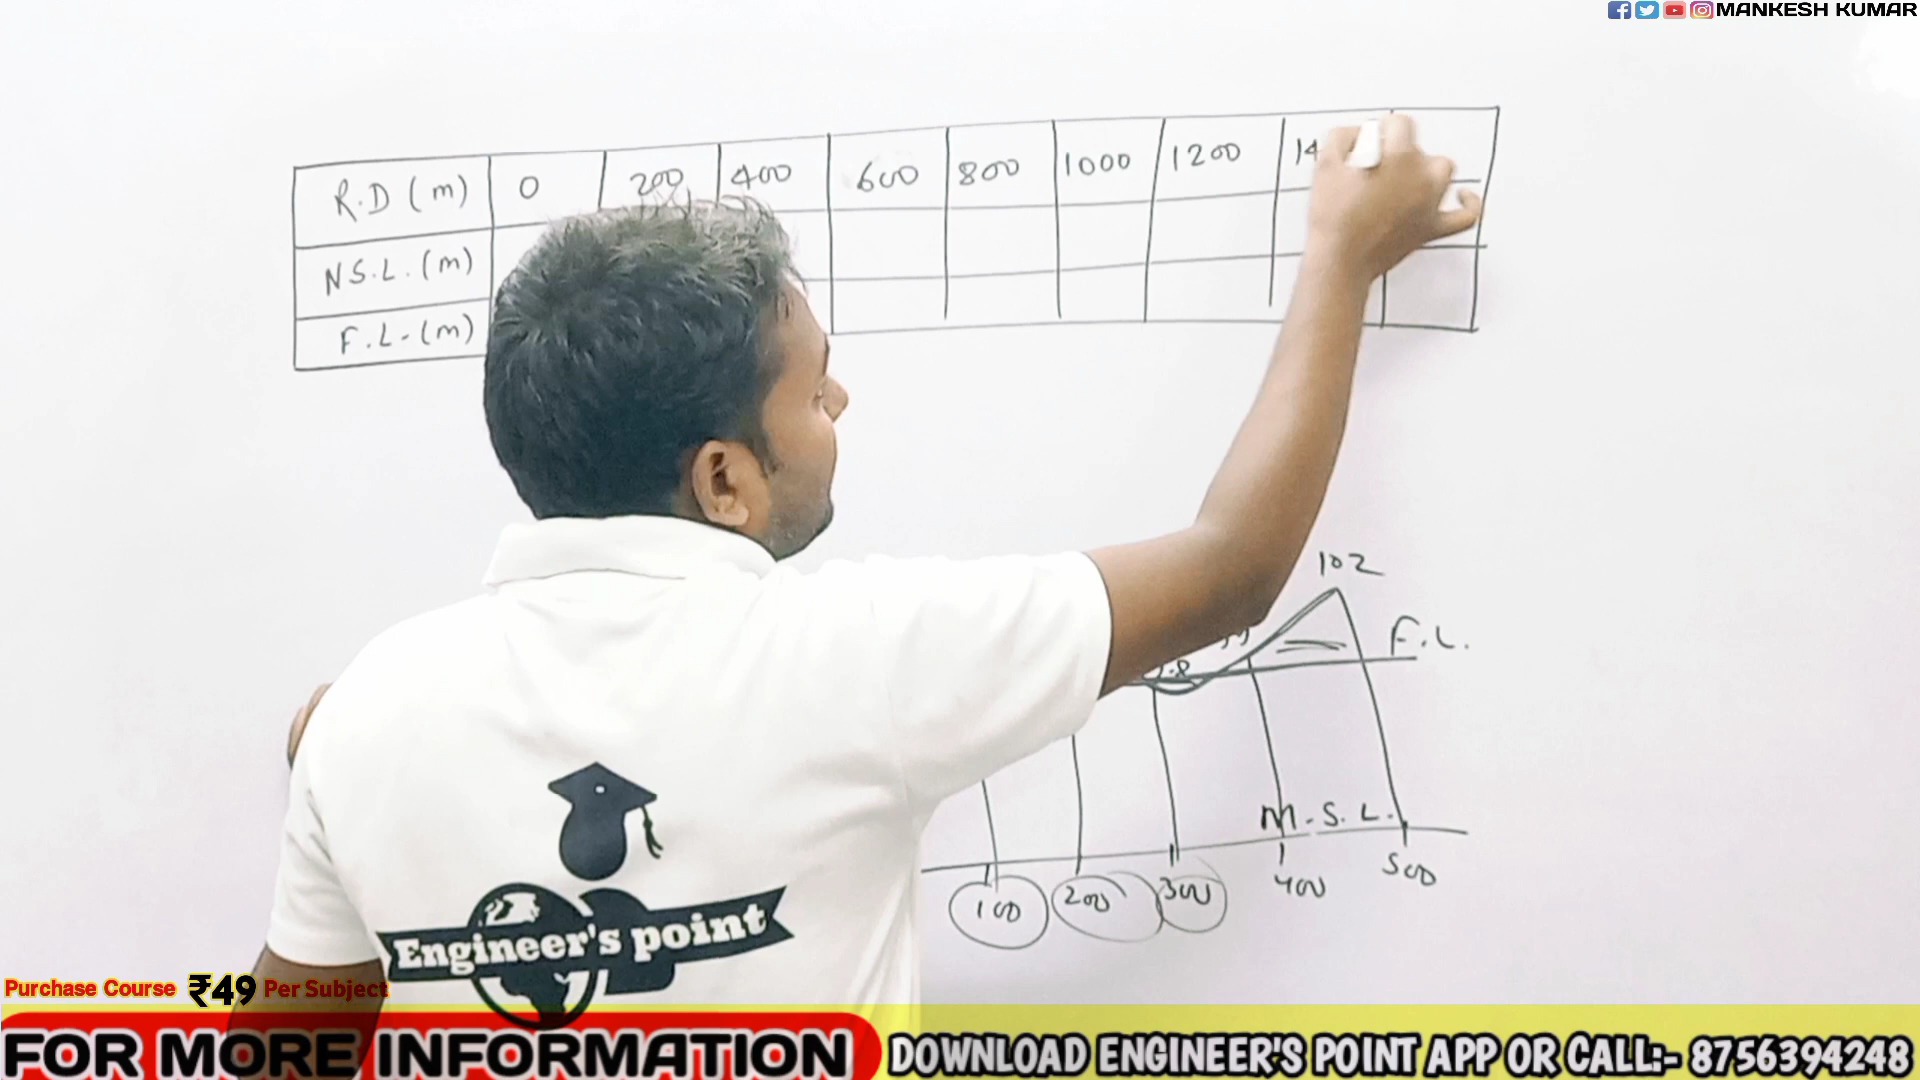 MANKESH KUMAR
R.D (m) 0 200 400 600 800 1000 1200 14
N.S.L. (m)
F.L. (m)
102
F.L.
M.S.L.
100 200 300 400 500
Engineer's point
Purchase Course ₹49 Per Subject
FOR MORE INFORMATION DOWNLOAD ENGINEER'S POINT APP OR CALL:- 8756394248